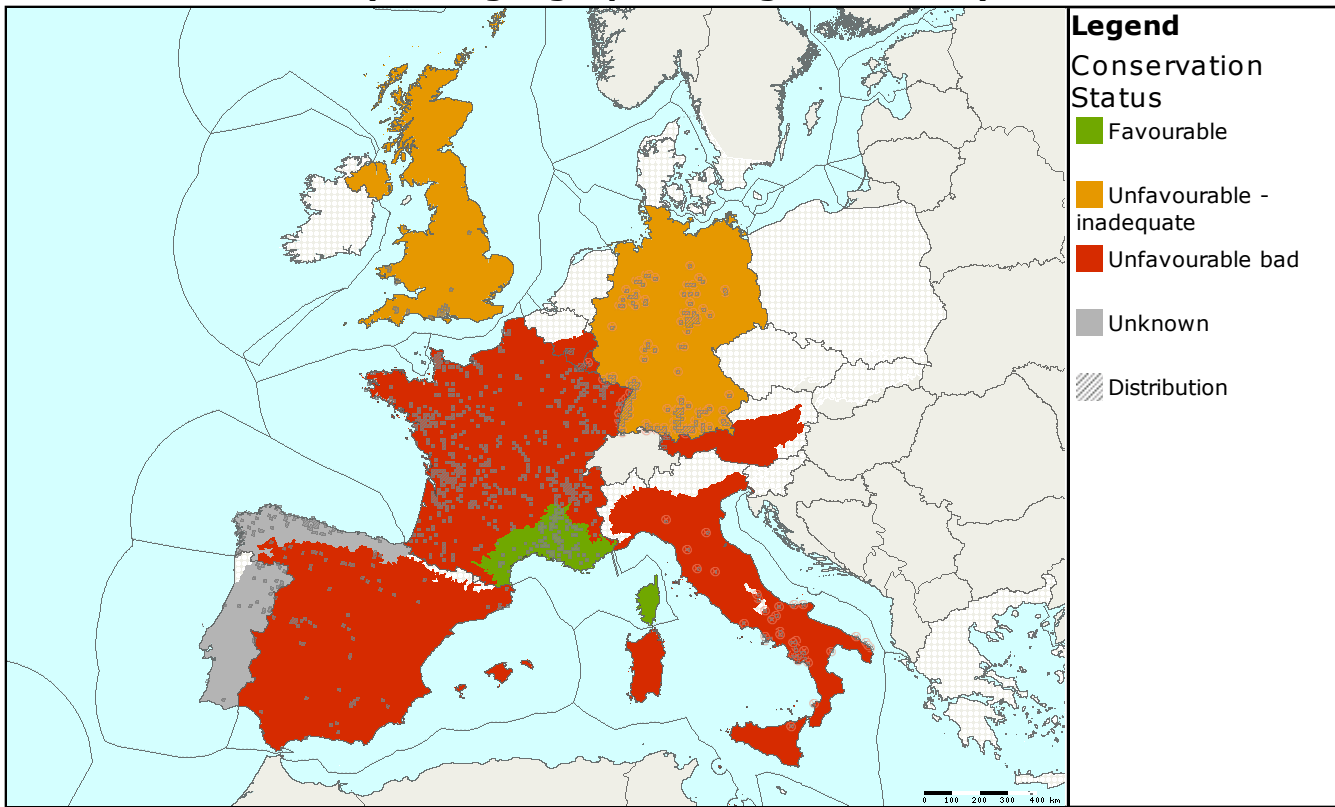 Legend
Conservation
Status
Favourable
Unfavourable -
inadequate
Unfavourable bad
Unknown
Distribution
0 100 200 300 400 km